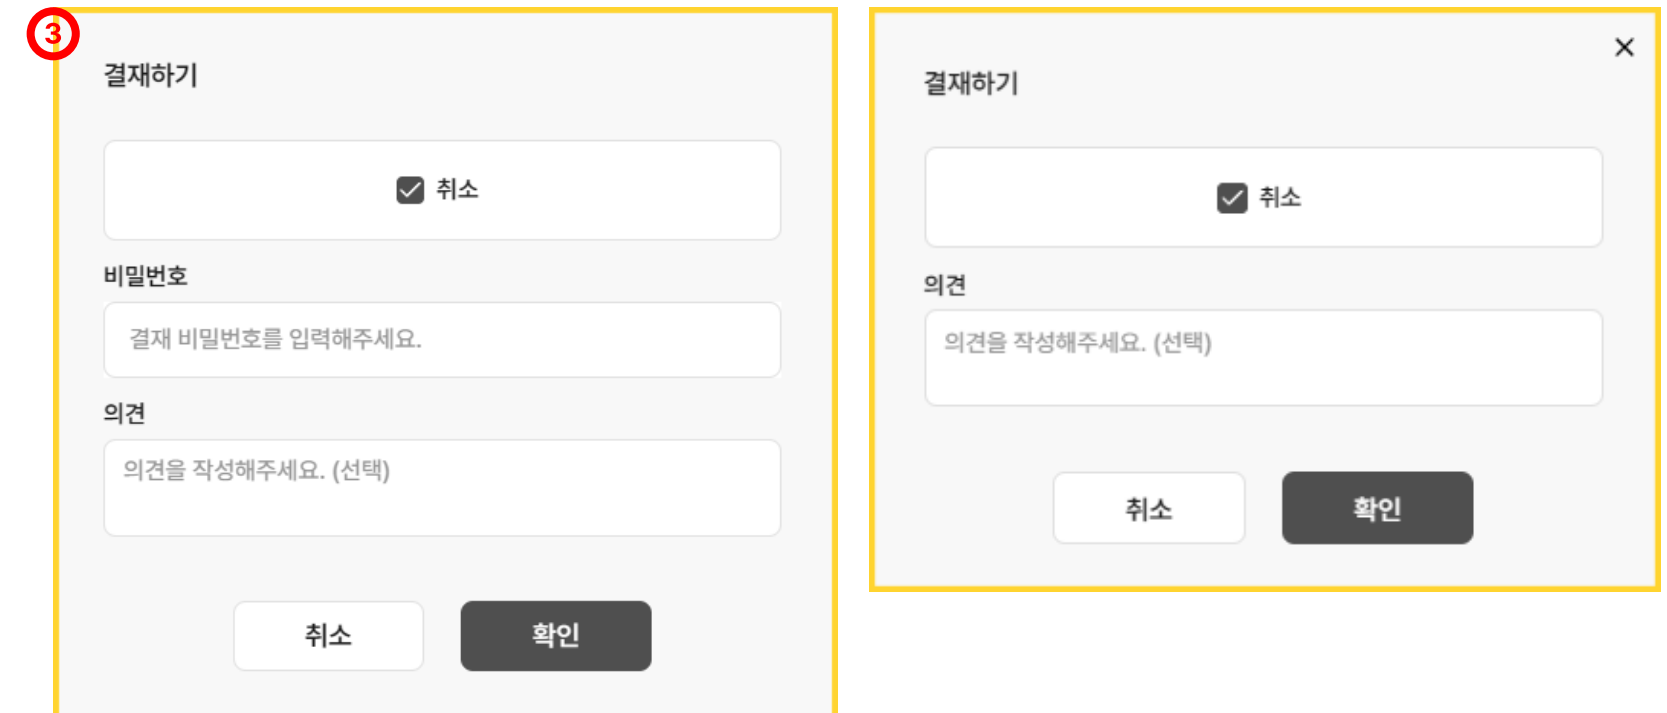 3
결재하기
취소
비밀번호
결재 비밀번호를 입력해주세요.
의견
의견을 작성해주세요. (선택)
취소 확인
결재하기
취소
의견
의견을 작성해주세요. (선택)
취소 확인